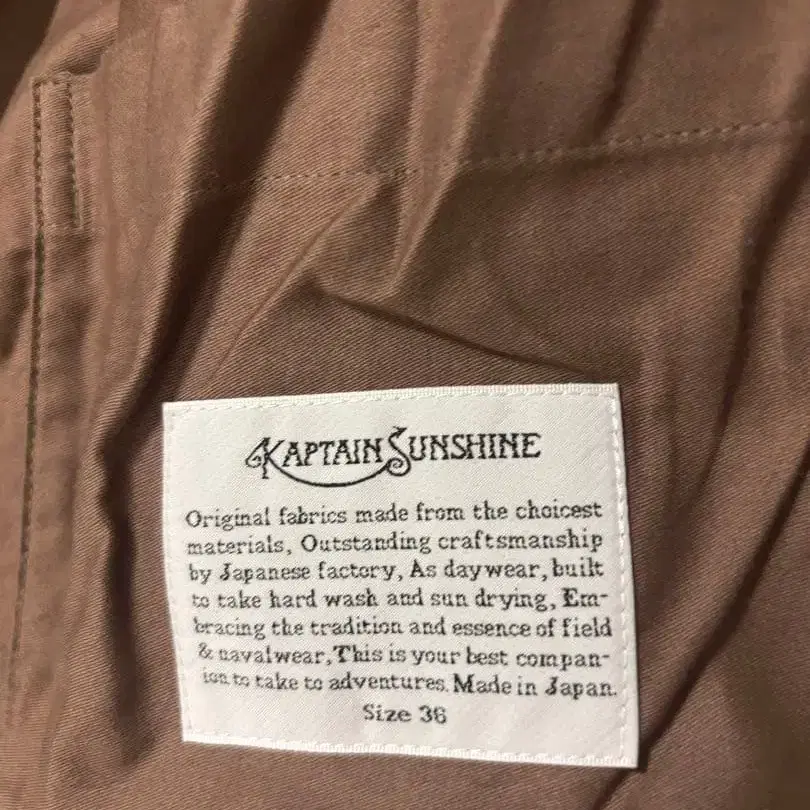 KAPTAIN SUNSHINE
Original fabrics made from the choicest
materials, Outstanding craftsmanship
by Japanese factory, As daywear, built
to take hard wash and sun drying, Em-
bracing the tradition and essence of field
& navalwear, This is your best compan-
ion to take to adventures. Made in Japan.
Size 36